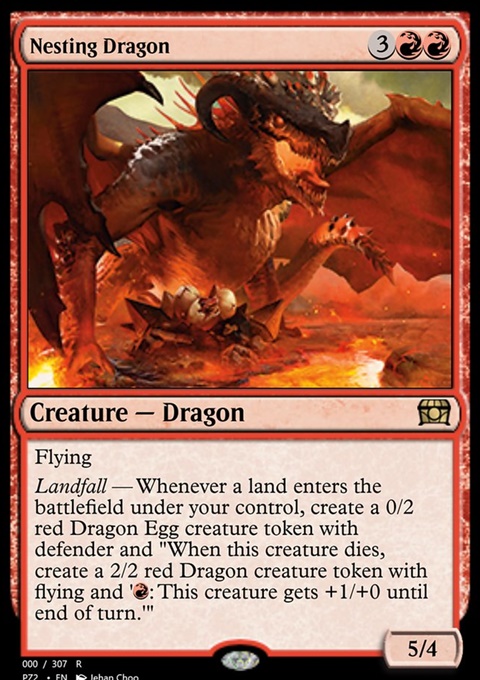 Nesting Dragon 3
Creature — Dragon
Flying
Landfall — Whenever a land enters the
battlefield under your control, create a 0/2
red Dragon Egg creature token with
defender and "When this creature dies,
create a 2/2 red Dragon creature token with
flying and ': This creature gets +1/+0 until
end of turn.'"
5/4
000 / 307 R
PZ2 • EN Jehan Choo